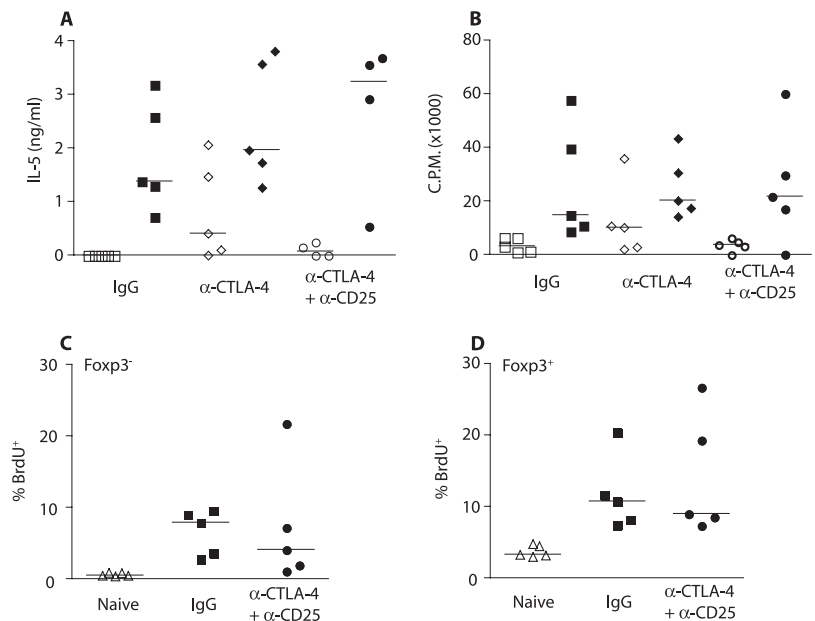 A
IL-5 (ng/ml)
4
3
2
1
0
IgG
α-CTLA-4
α-CTLA-4
+ α-CD25
B
C.P.M. (x1000)
80
60
40
20
0
IgG
α-CTLA-4
α-CTLA-4
+ α-CD25
C
Foxp3⁻
% BrdU⁺
30
20
10
0
Naive
IgG
α-CTLA-4
+ α-CD25
D
Foxp3⁺
% BrdU⁺
30
20
10
0
Naive
IgG
α-CTLA-4
+ α-CD25